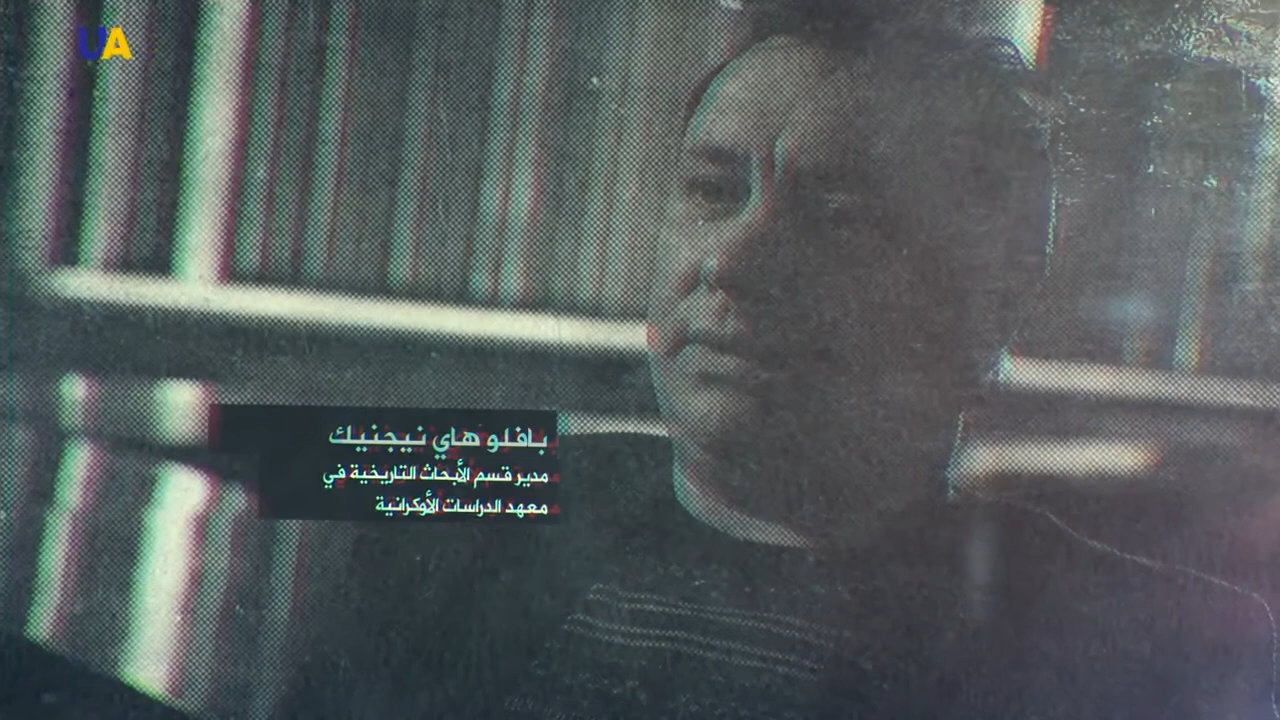 UA
بافلو هاي نيجنيك
مدير قسم الأبحاث التاريخية في
معهد الدراسات الأوكرانية